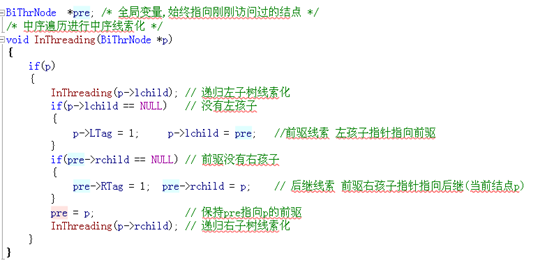 BiThrNode *pre; /* 全局变量,始终指向刚刚访问过的结点 */
/* 中序遍历进行中序线索化 */
void InThreading(BiThrNode *p)
{
if(p)
{
InThreading(p->lchild); // 递归左子树线索化
if(p->lchild == NULL) // 没有左孩子
{
p->LTag = 1; p->lchild = pre; //前驱线索 左孩子指针指向前驱
}
if(pre->rchild == NULL) // 前驱没有右孩子
{
pre->RTag = 1; pre->rchild = p; // 后继线索 前驱右孩子指针指向后继(当前结点p)
}
pre = p; // 保持pre指向p的前驱
InThreading(p->rchild); // 递归右子树线索化
}
}